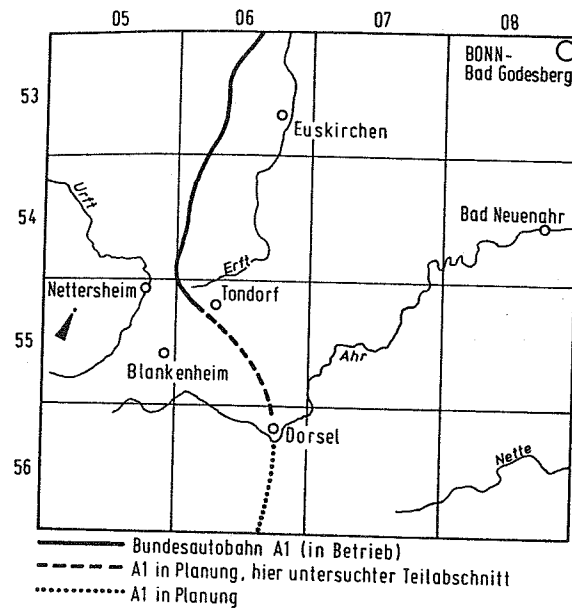 05 06 07 08
BONN-
Bad Godesberg
53
Euskirchen
Urft
54
Bad Neuenahr
Erft
Nettersheim
Tondorf
55
Ahr
Blankenheim
Dorsel
56
Nette
Bundesautobahn A1 (in Betrieb)
A1 in Planung, hier untersuchter Teilabschnitt
A1 in Planung